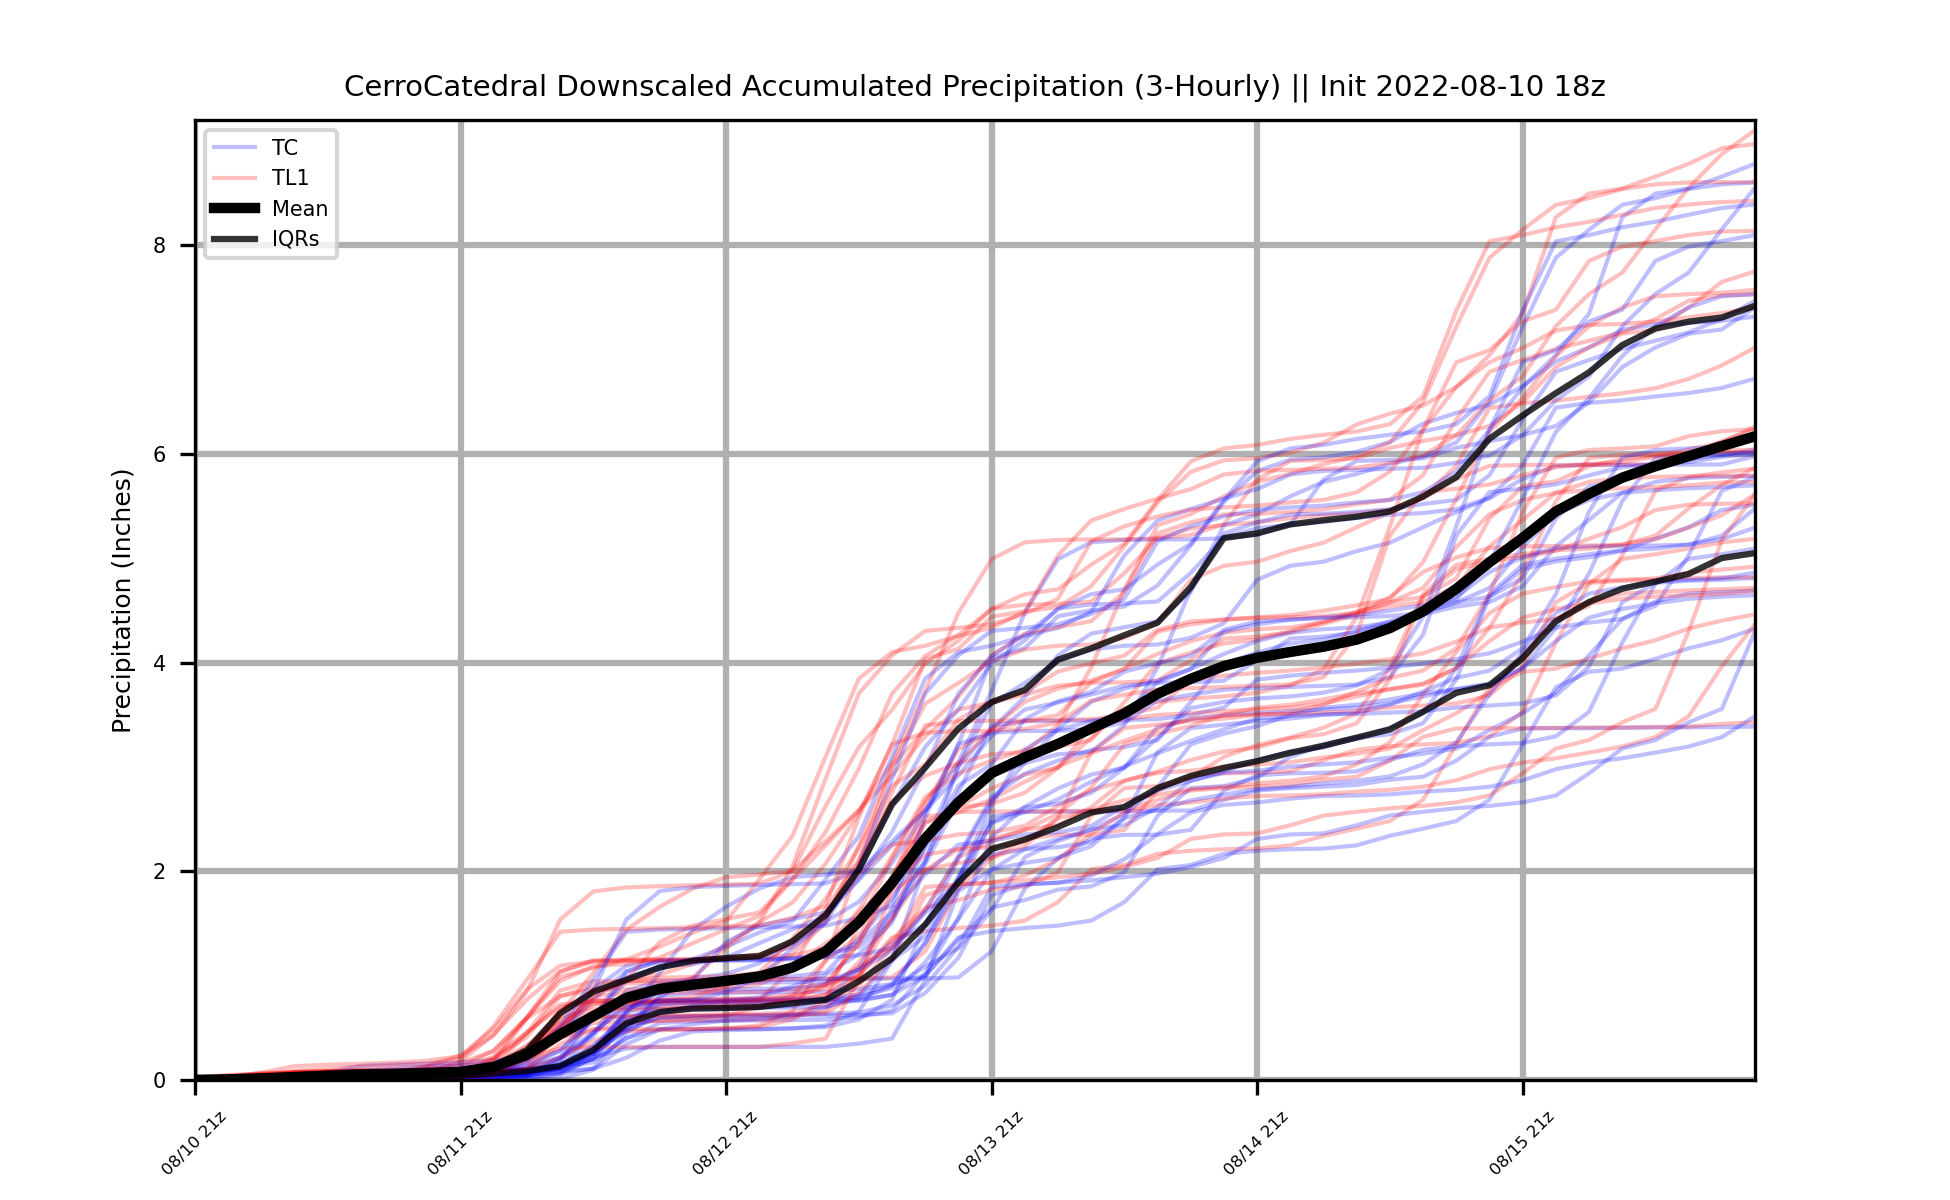 CerroCatedral Downscaled Accumulated Precipitation (3-Hourly) || Init 2022-08-10 18z
TC
TL1
Mean
IQRs
Precipitation (Inches)
8
6
4
2
0
08/10 21z
08/11 21z
08/12 21z
08/13 21z
08/14 21z
08/15 21z